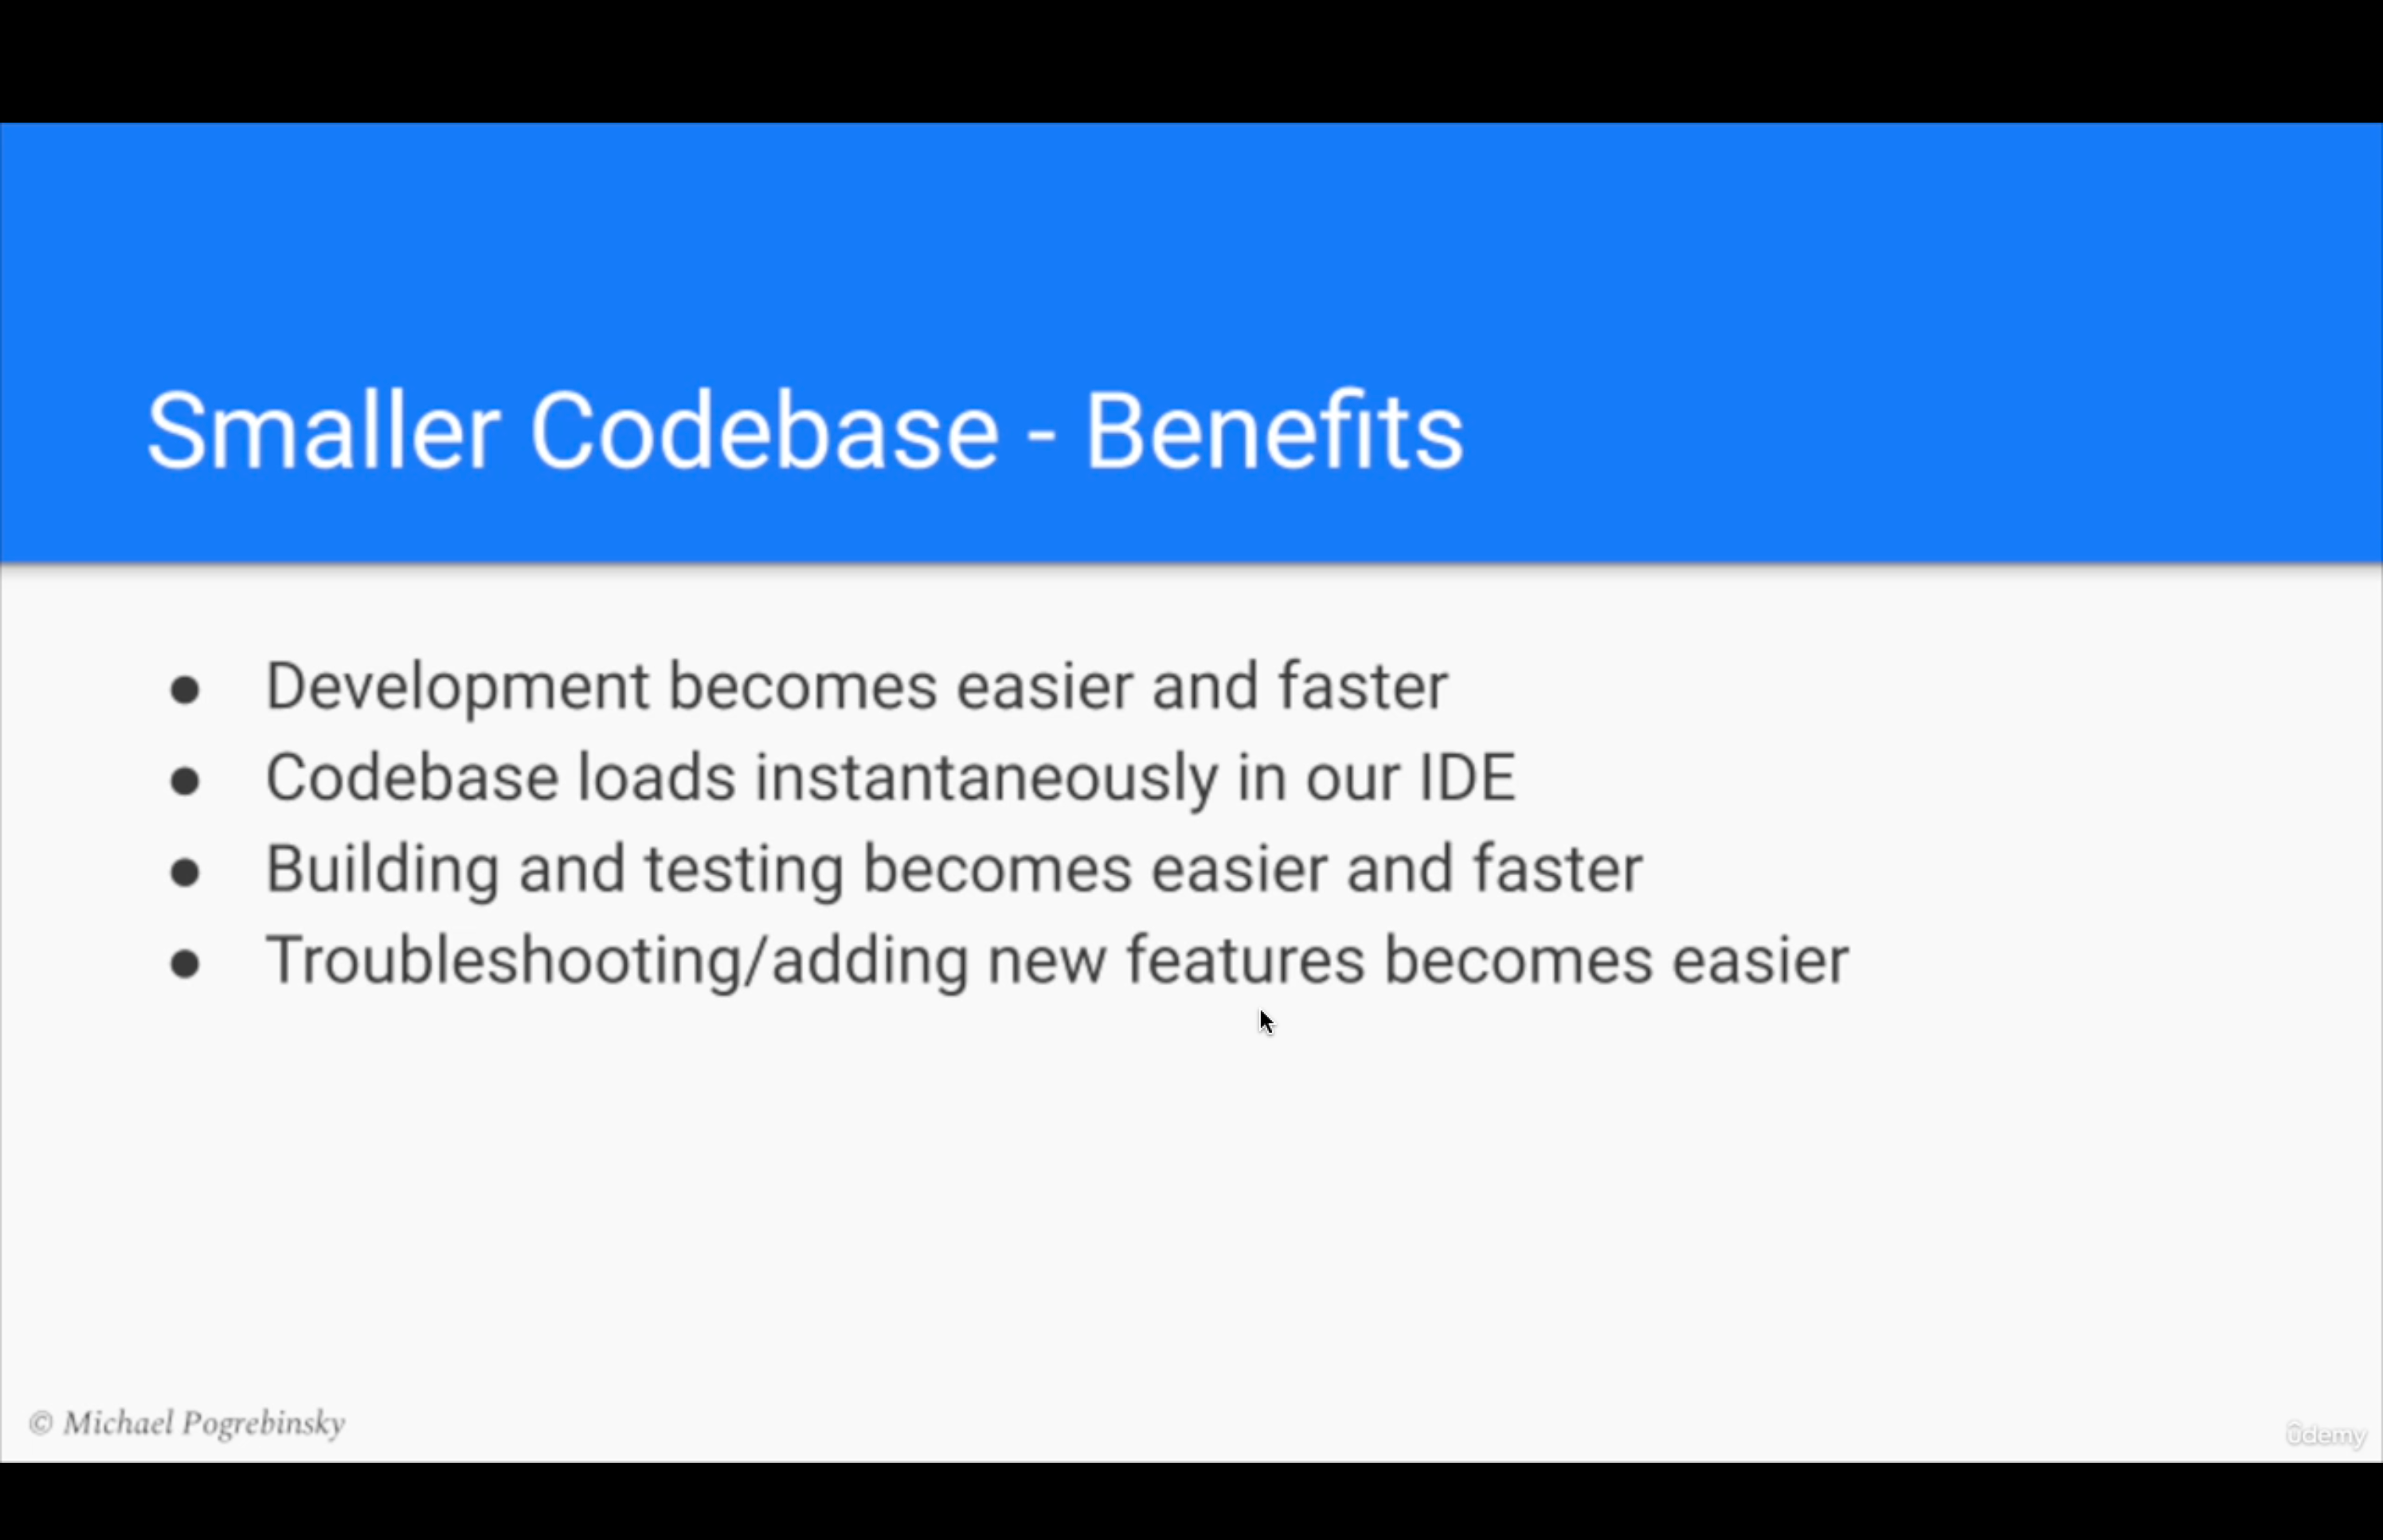 Smaller Codebase - Benefits
● Development becomes easier and faster
● Codebase loads instantaneously in our IDE
● Building and testing becomes easier and faster
● Troubleshooting/adding new features becomes easier
© Michael Pogrebinsky
ûdemy